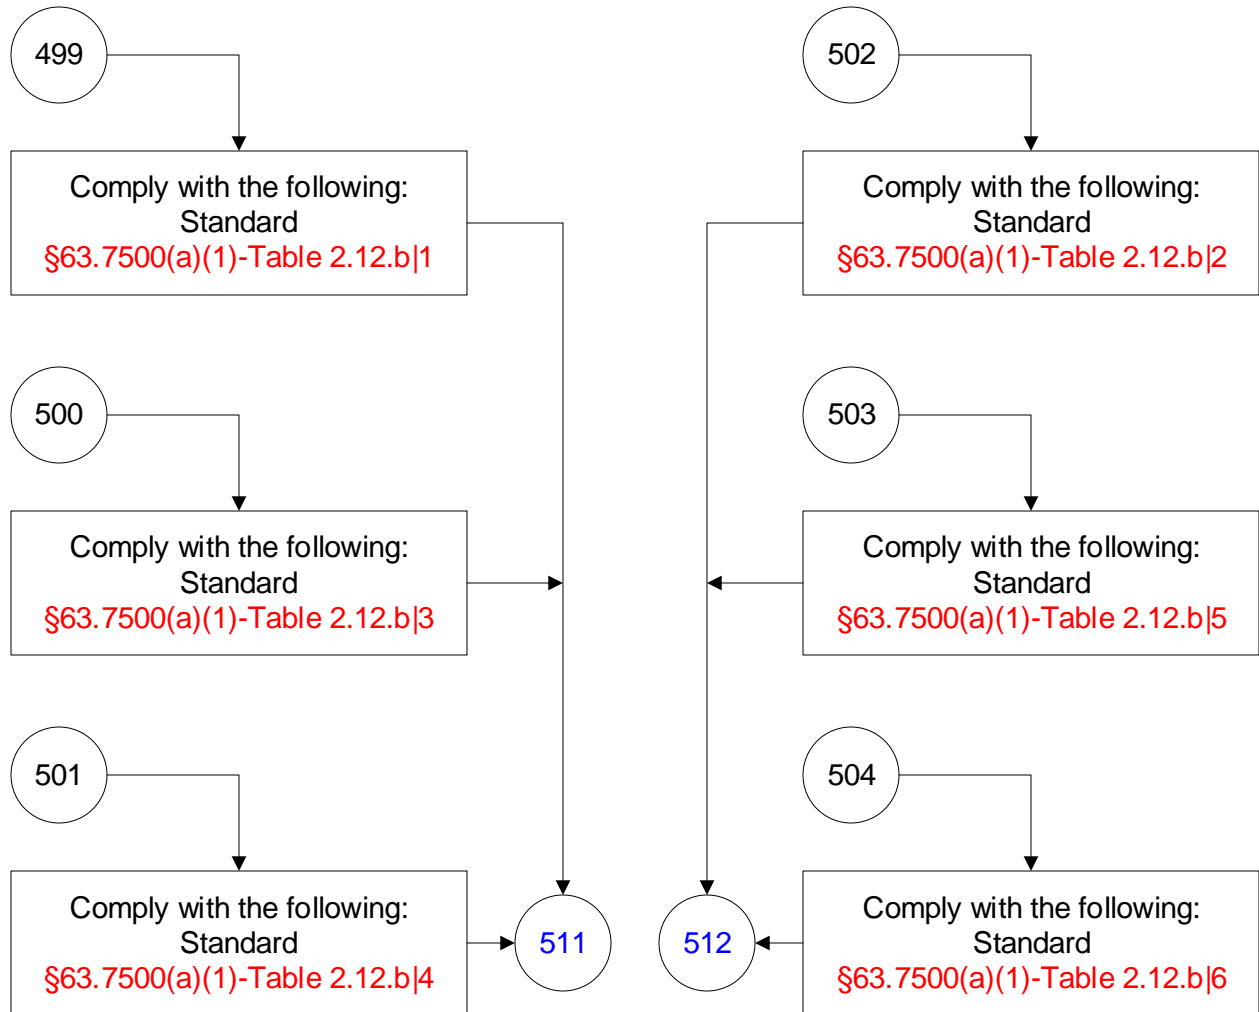 499
Comply with the following:
Standard
§63.7500(a)(1)-Table 2.12.b|1
500
Comply with the following:
Standard
§63.7500(a)(1)-Table 2.12.b|3
501
Comply with the following:
Standard
§63.7500(a)(1)-Table 2.12.b|4
511
502
Comply with the following:
Standard
§63.7500(a)(1)-Table 2.12.b|2
503
Comply with the following:
Standard
§63.7500(a)(1)-Table 2.12.b|5
504
Comply with the following:
Standard
§63.7500(a)(1)-Table 2.12.b|6
512